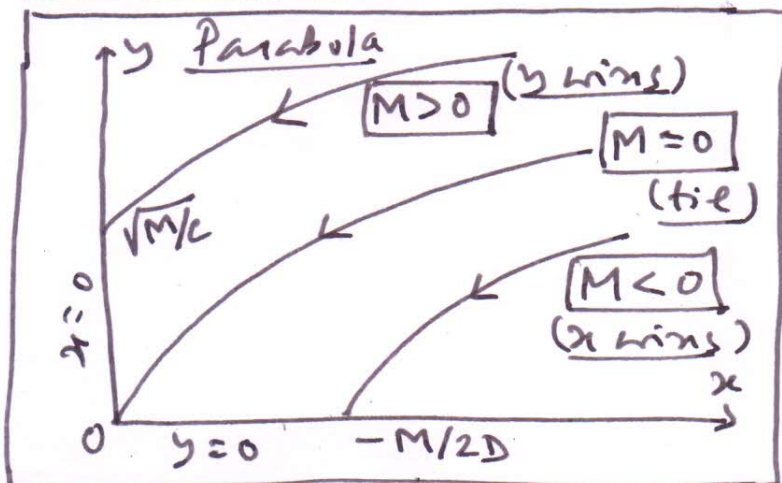 y Parabola
M>0 (y wins)
M=0
(tie)
√M/c
M<0
(x wins)
x=0
x
0 y=0 -M/2D